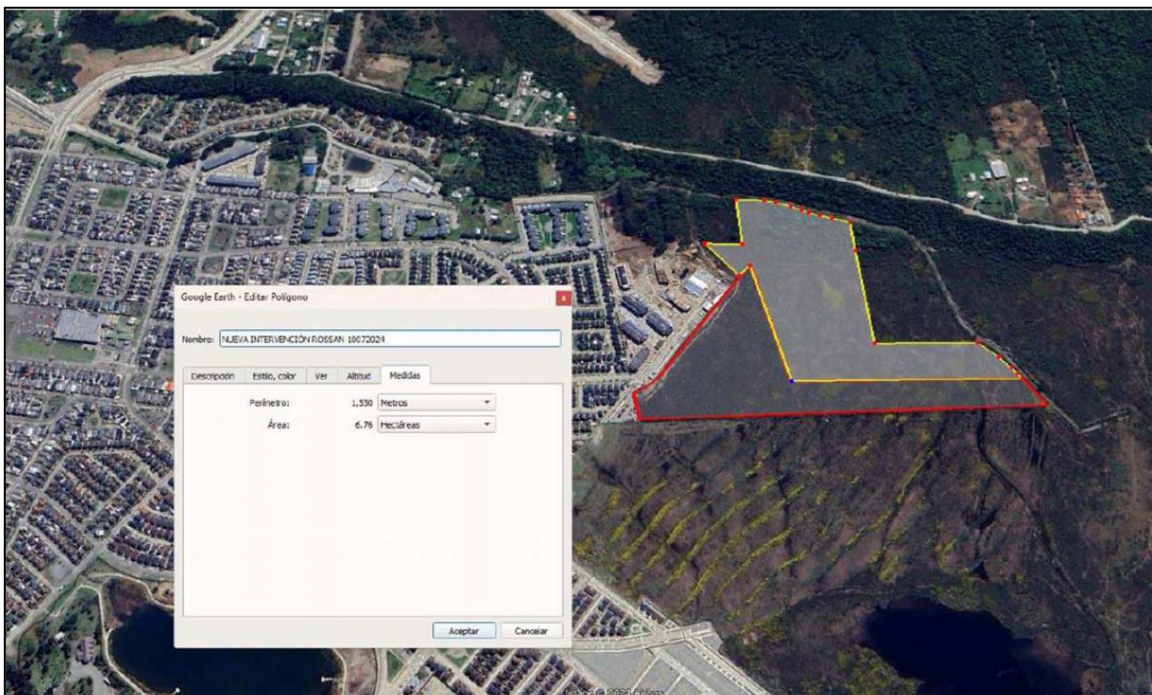 Google Earth - Editar Polígono
Nombre: NUEVA INTERVENCIÓN ROSSAN 10072024
Descripción Estilo, color Ver Altitud Medidas
Perímetro: 1,530 Metros
Área: 6.76 Hectáreas
Aceptar Cancelar